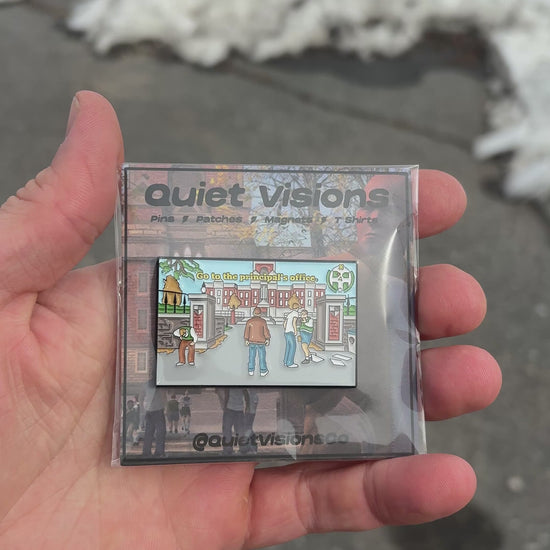 Quiet Visions
Pins Patches Magnets T Shirts
Go to the principal's office.
@QuietVisionsCo